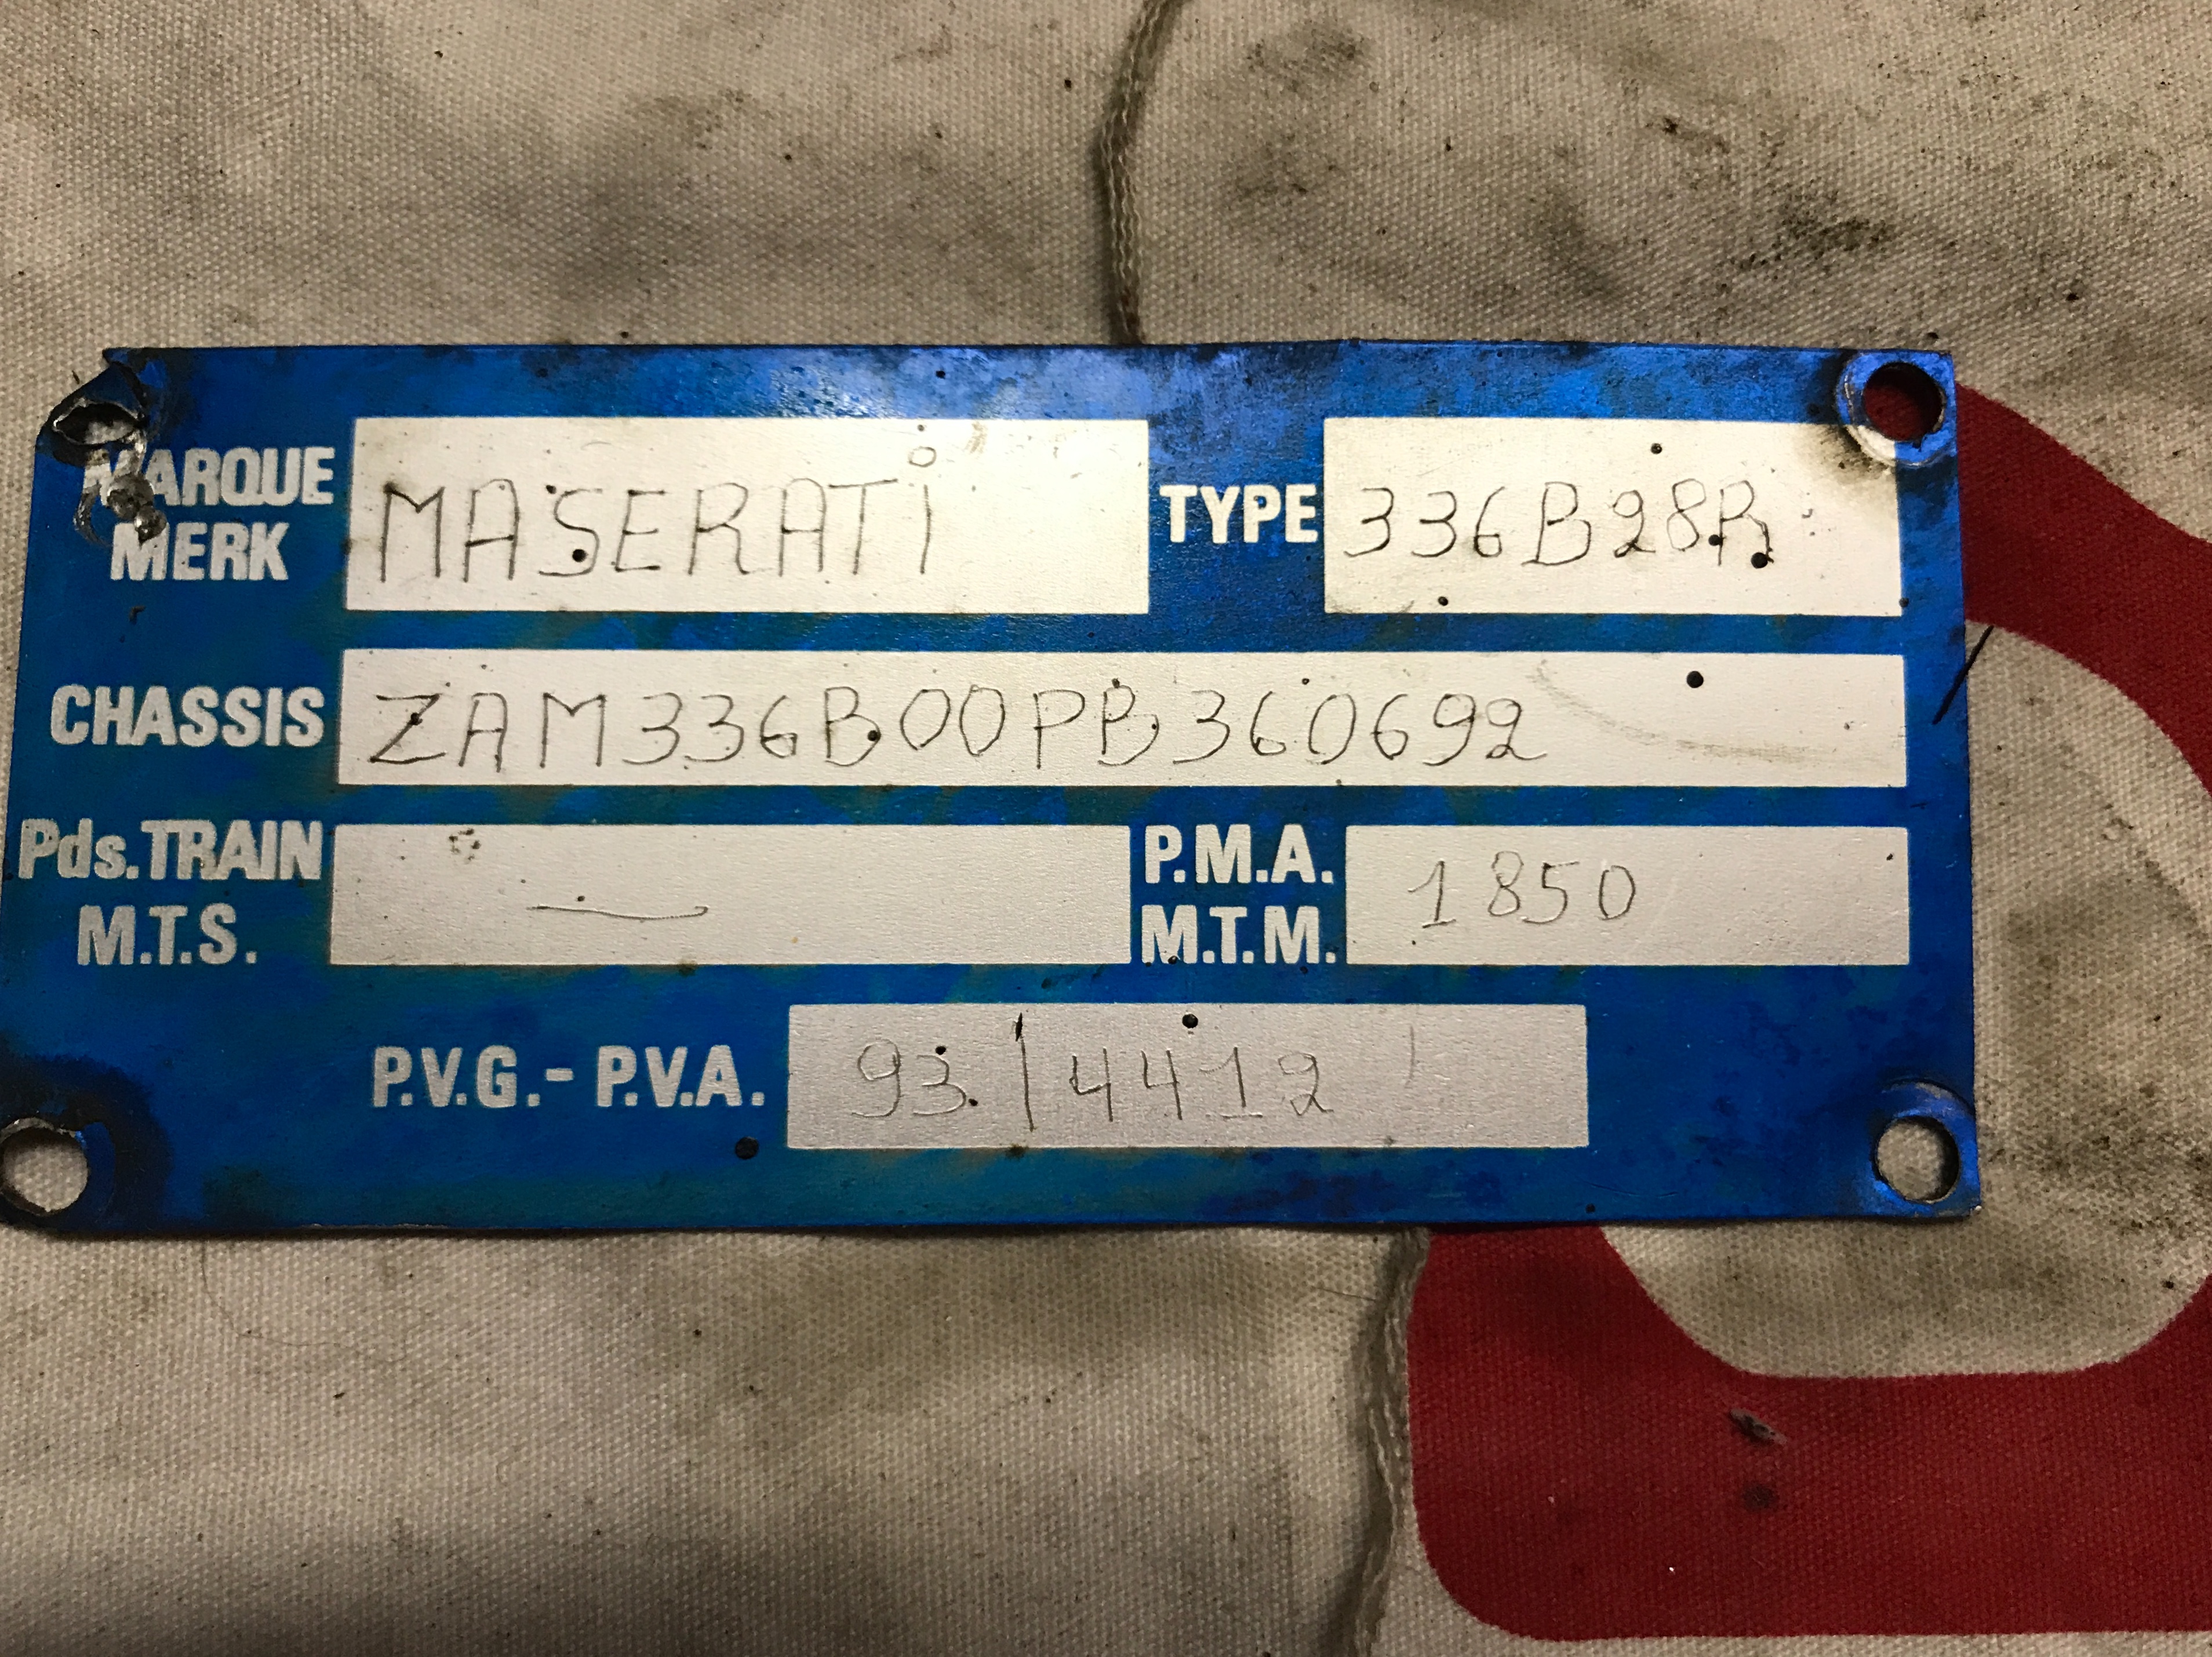 MARQUE MERK MASERATi TYPE 336B28R
CHASSIS ZAM336B00PB360692
Pds.TRAIN M.T.S. — P.M.A. M.T.M. 1850
P.V.G.-P.V.A. 93/4412